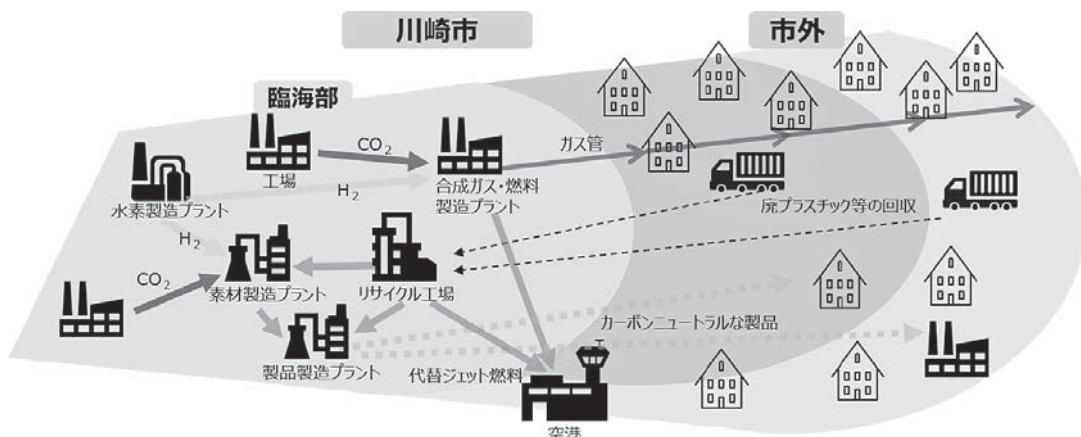 川崎市
市外
臨海部
CO₂
工場
ガス管
合成ガス・燃料
製造プラント
H₂
水素製造プラント
廃プラスチック等の回収
H₂
CO₂
素材製造プラント
リサイクル工場
カーボンニュートラルな製品
製品製造プラント
代替ジェット燃料
空港